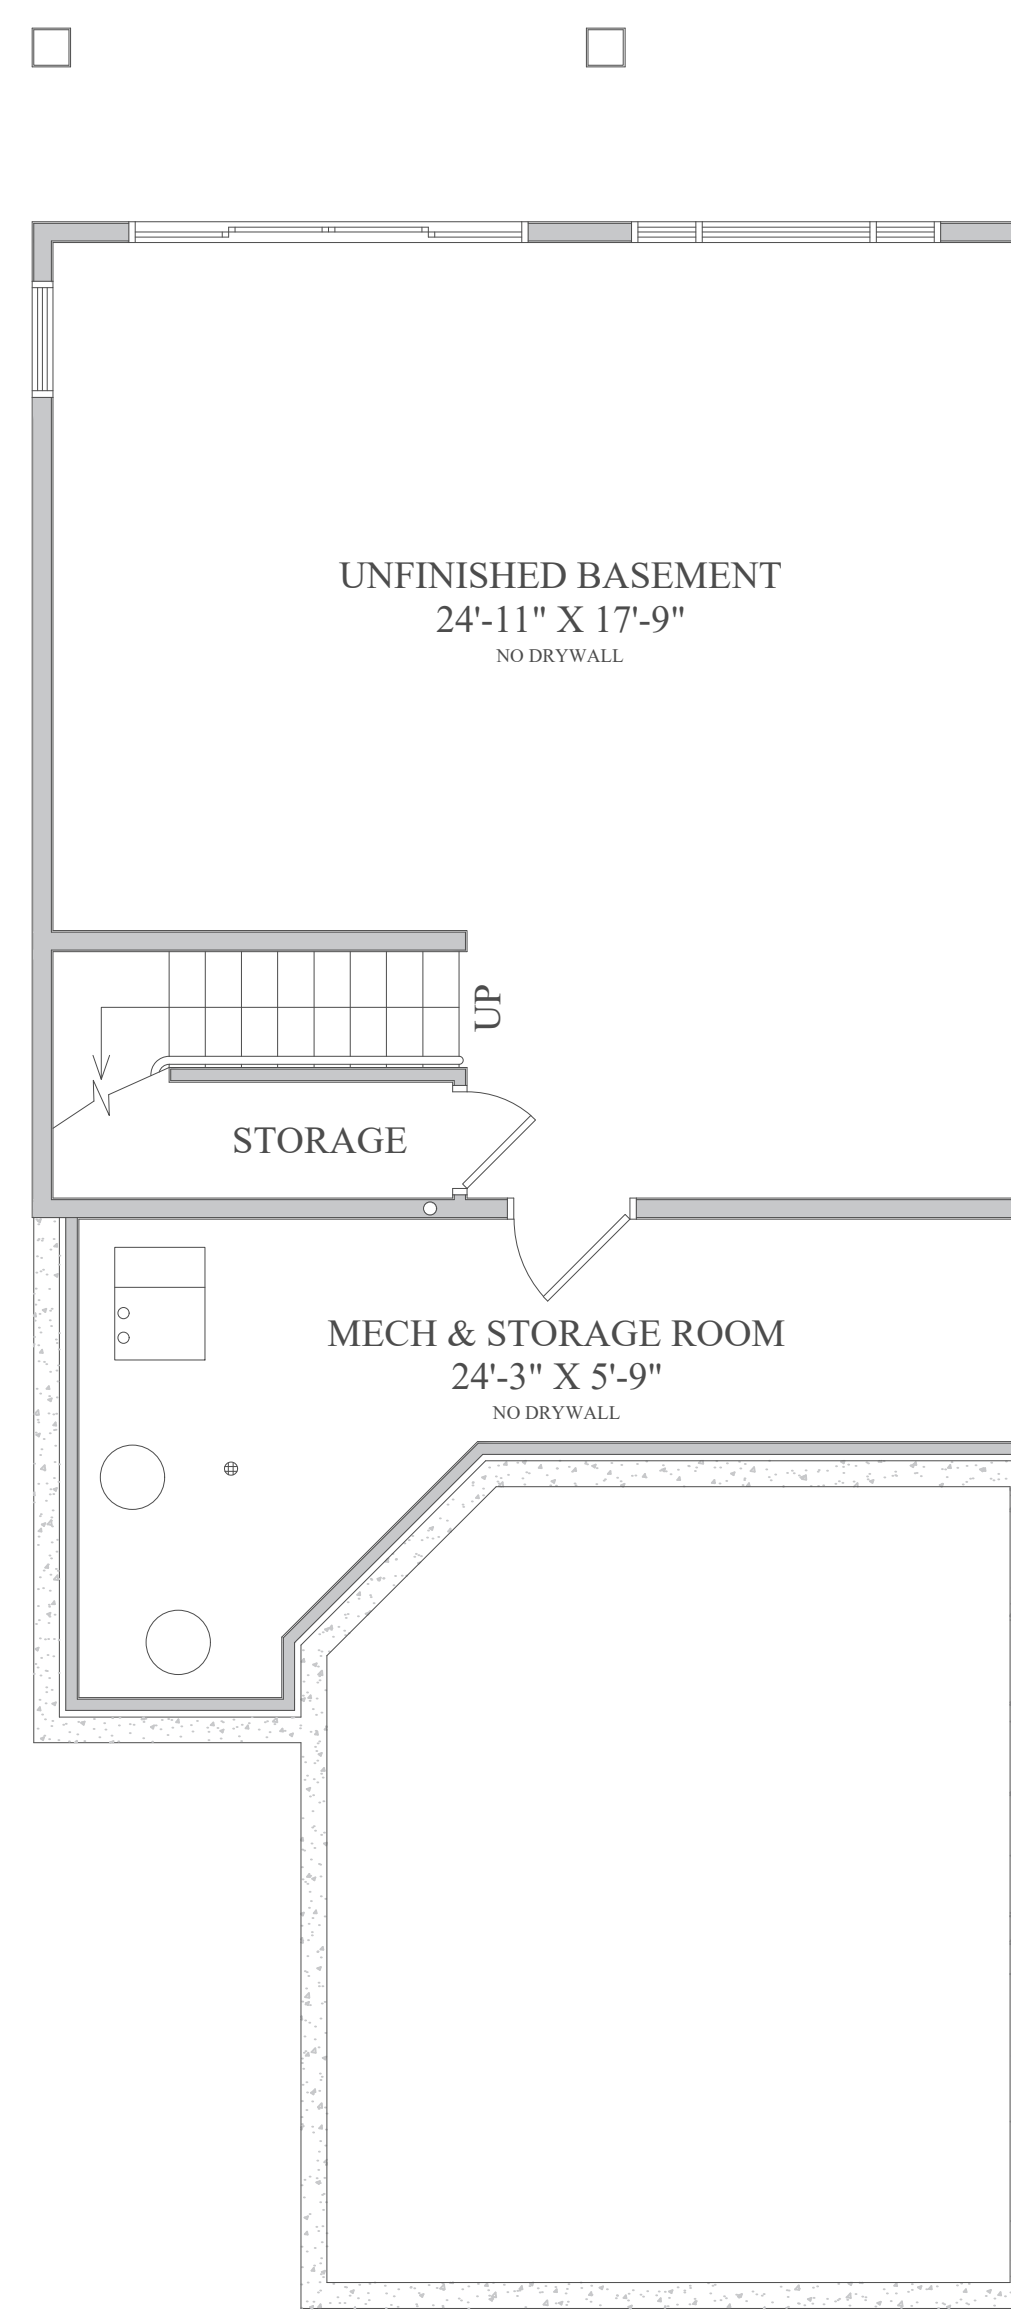 UNFINISHED BASEMENT
24'-11" X 17'-9"
NO DRYWALL
UP
STORAGE
MECH & STORAGE ROOM
24'-3" X 5'-9"
NO DRYWALL